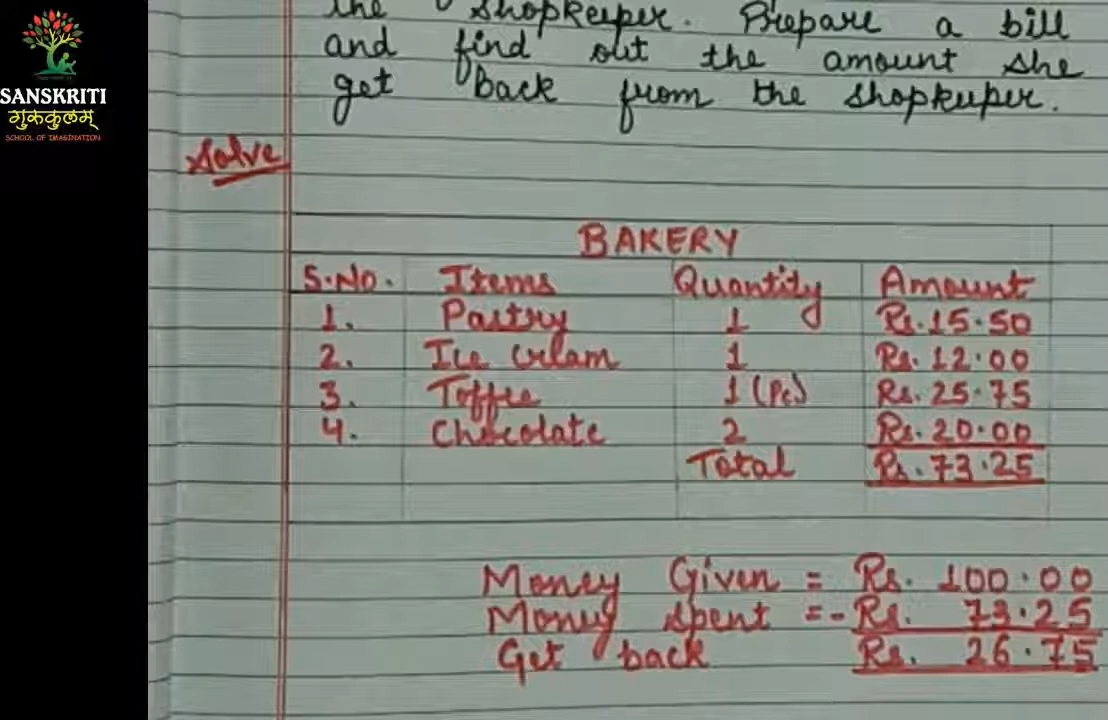 the shopkeeper. Prepare a bill
and find out the amount she
get back from the shopkeeper.
SANSKRITI
गुरुकुलम्
SCHOOL OF IMAGINATION
Solve
BAKERY
S.No. Items Quantity Amount
1. Pastry 1 Rs. 15.50
2. Ice cream 1 Rs. 12.00
3. Toffee 1 (Pc) Rs. 25.75
4. Chocolate 2 Rs. 20.00
Total Rs. 73.25
Money Given = Rs. 100.00
Money spent = - Rs. 73.25
Get back Rs. 26.75